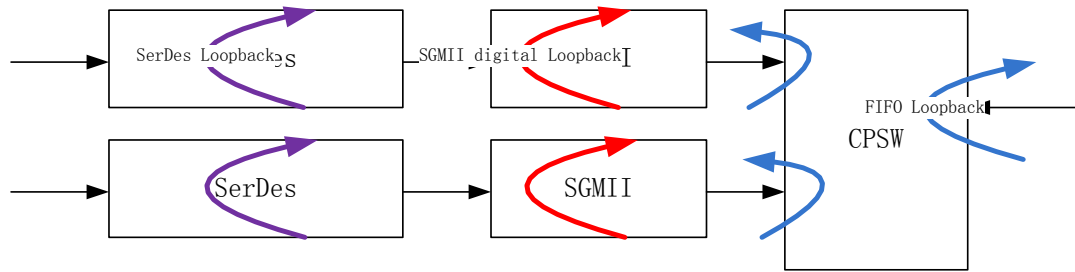 SerDes Loopback
SGMII digital Loopback
FIFO Loopback
CPSW
SerDes
SGMII